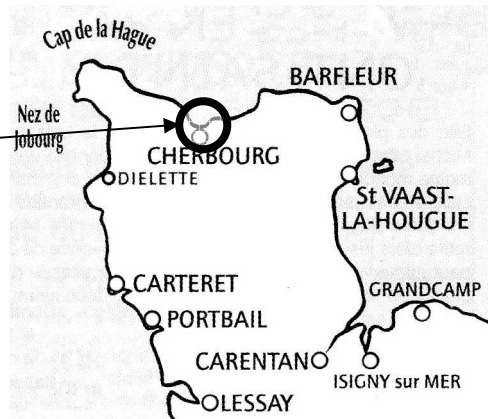 Cap de la Hague
BARFLEUR
Nez de
Jobourg
CHERBOURG
DIELETTE
St VAAST-
LA-HOUGUE
CARTERET
GRANDCAMP
PORTBAIL
CARENTAN
ISIGNY sur MER
LESSAY